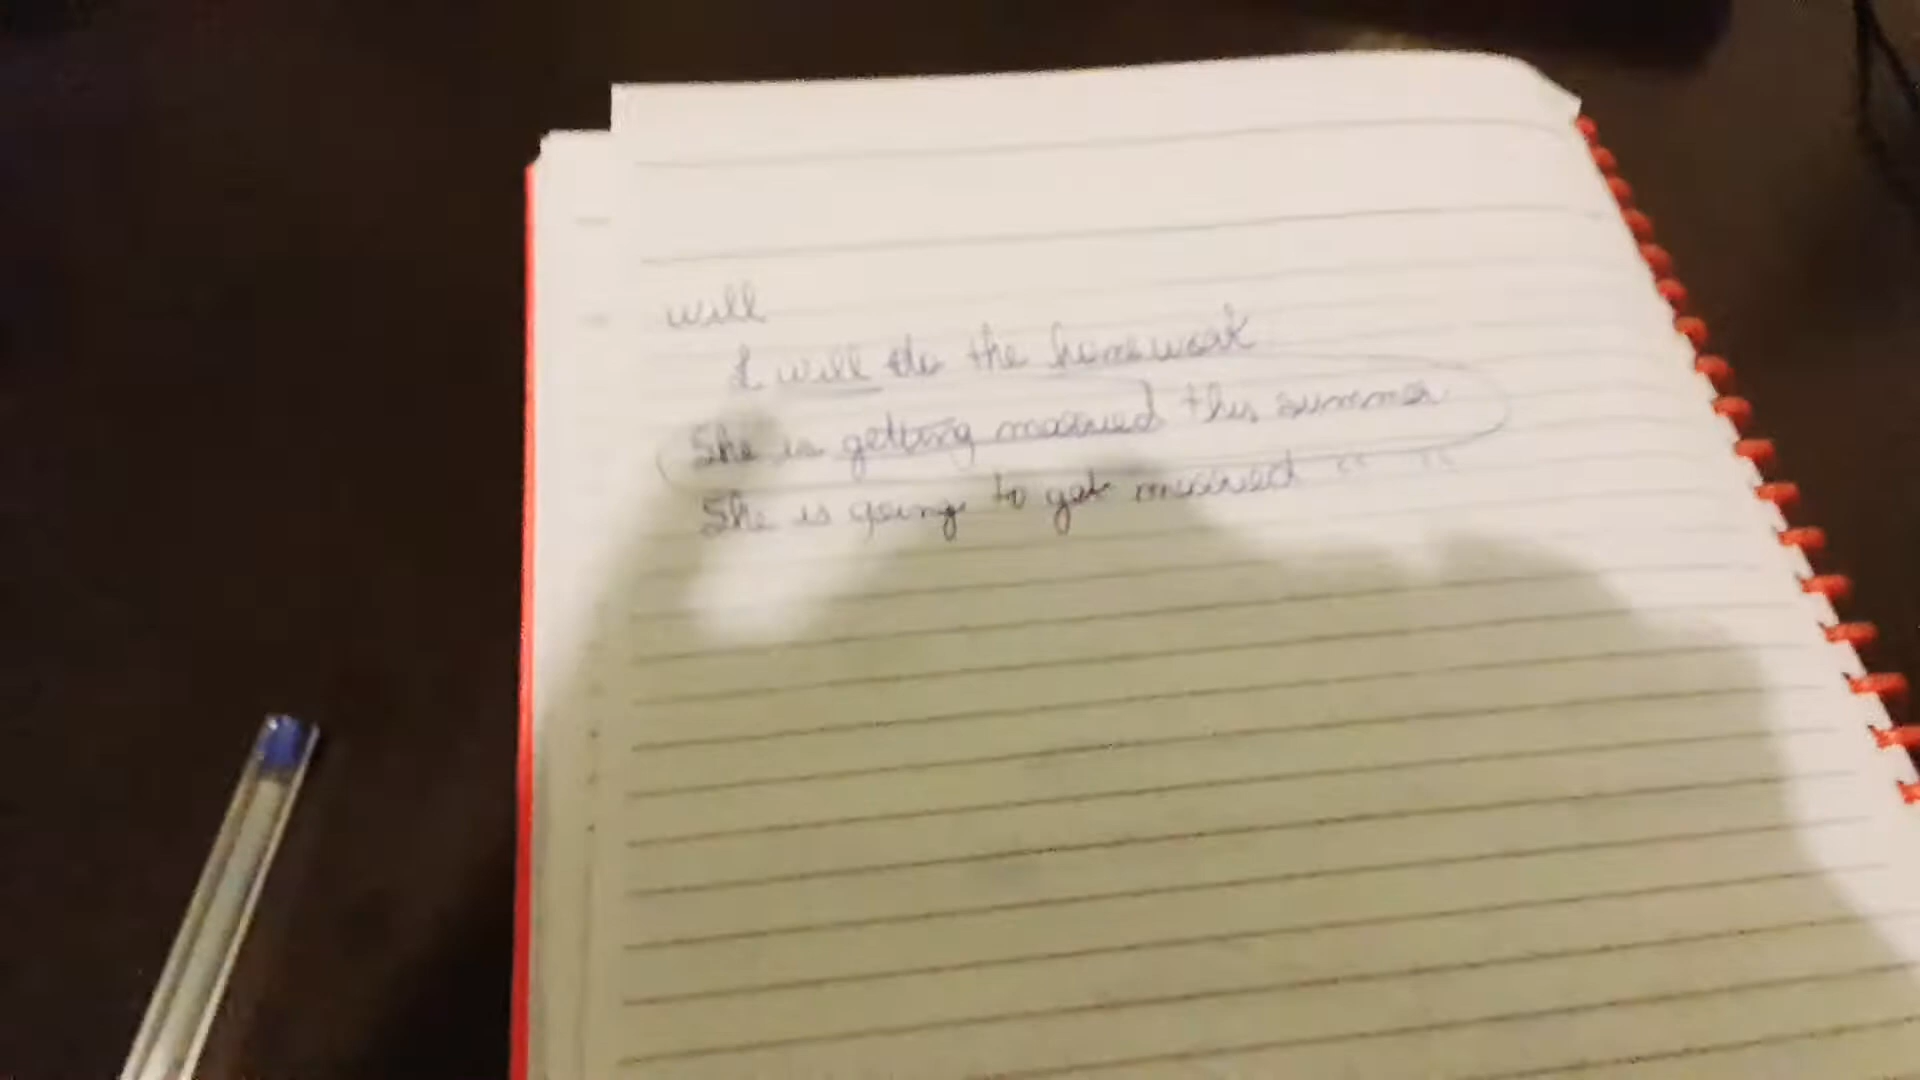 will
I will do the homework
She is getting married this summer
She is going to get married " "